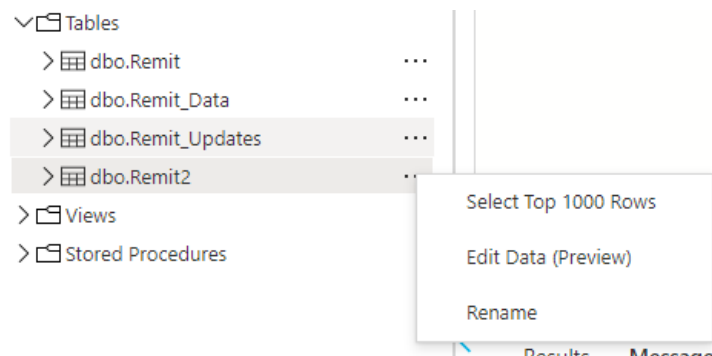 Tables
dbo.Remit
dbo.Remit_Data
dbo.Remit_Updates
dbo.Remit2
Select Top 1000 Rows
Views
Stored Procedures
Edit Data (Preview)
Rename